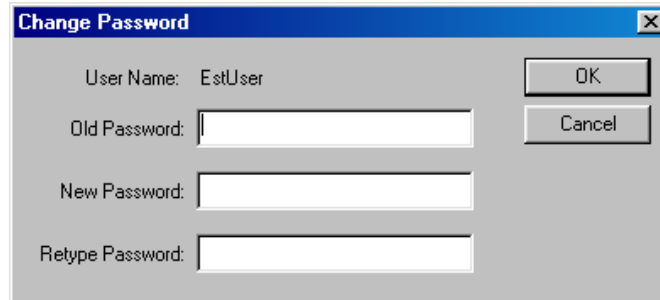 Change Password
User Name: EstUser
OK
Old Password:
Cancel
New Password:
Retype Password: